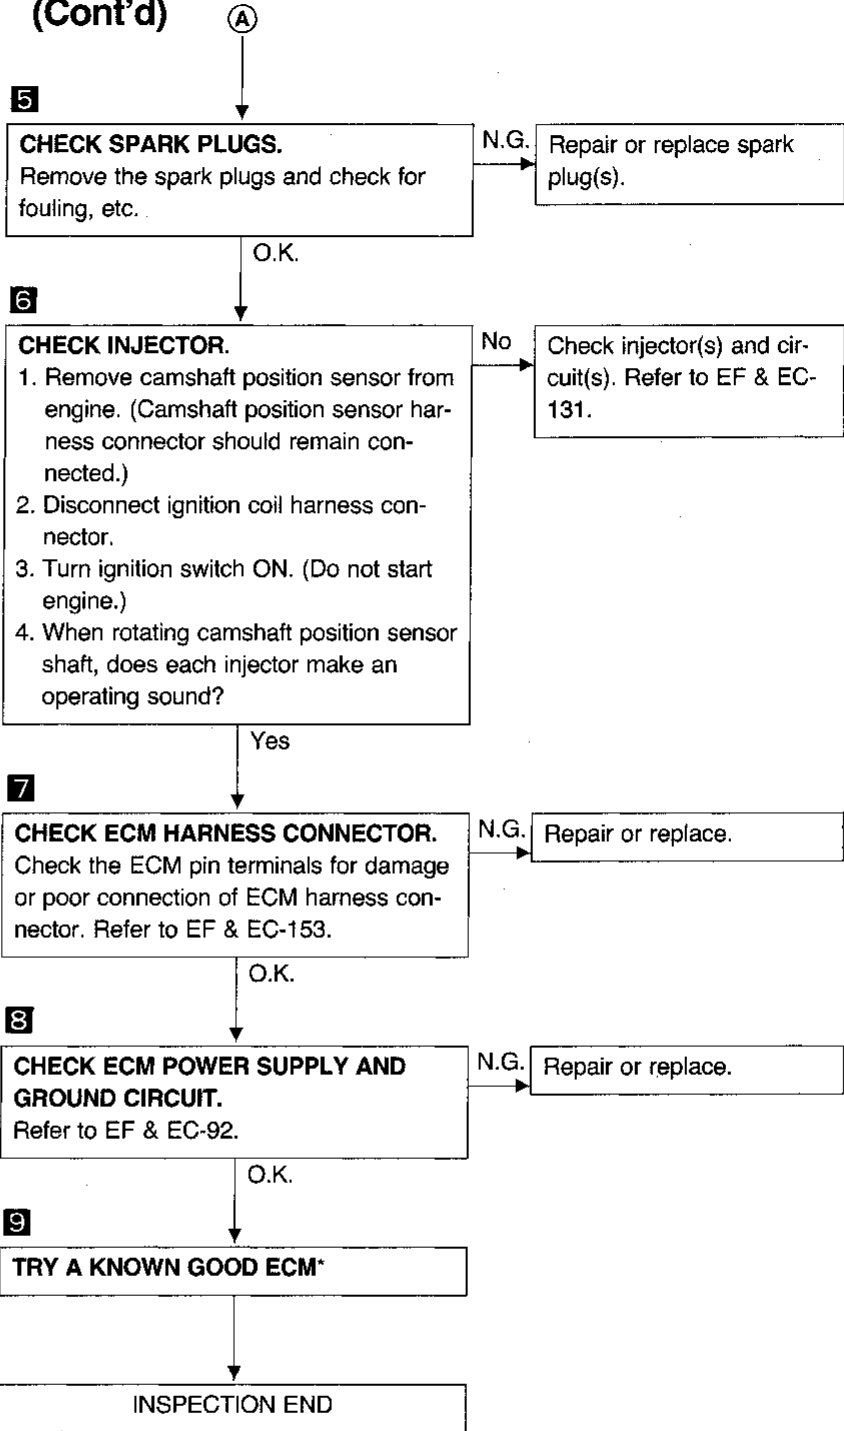 (Cont'd)
A
5
CHECK SPARK PLUGS.
Remove the spark plugs and check for
fouling, etc.
N.G.
Repair or replace spark
plug(s).
O.K.
6
CHECK INJECTOR.
1. Remove camshaft position sensor from
engine. (Camshaft position sensor har-
ness connector should remain con-
nected.)
2. Disconnect ignition coil harness con-
nector.
3. Turn ignition switch ON. (Do not start
engine.)
4. When rotating camshaft position sensor
shaft, does each injector make an
operating sound?
No
Check injector(s) and cir-
cuit(s). Refer to EF & EC-
131.
Yes
7
CHECK ECM HARNESS CONNECTOR.
Check the ECM pin terminals for damage
or poor connection of ECM harness con-
nector. Refer to EF & EC-153.
N.G.
Repair or replace.
O.K.
8
CHECK ECM POWER SUPPLY AND
GROUND CIRCUIT.
Refer to EF & EC-92.
N.G.
Repair or replace.
O.K.
9
TRY A KNOWN GOOD ECM*
INSPECTION END